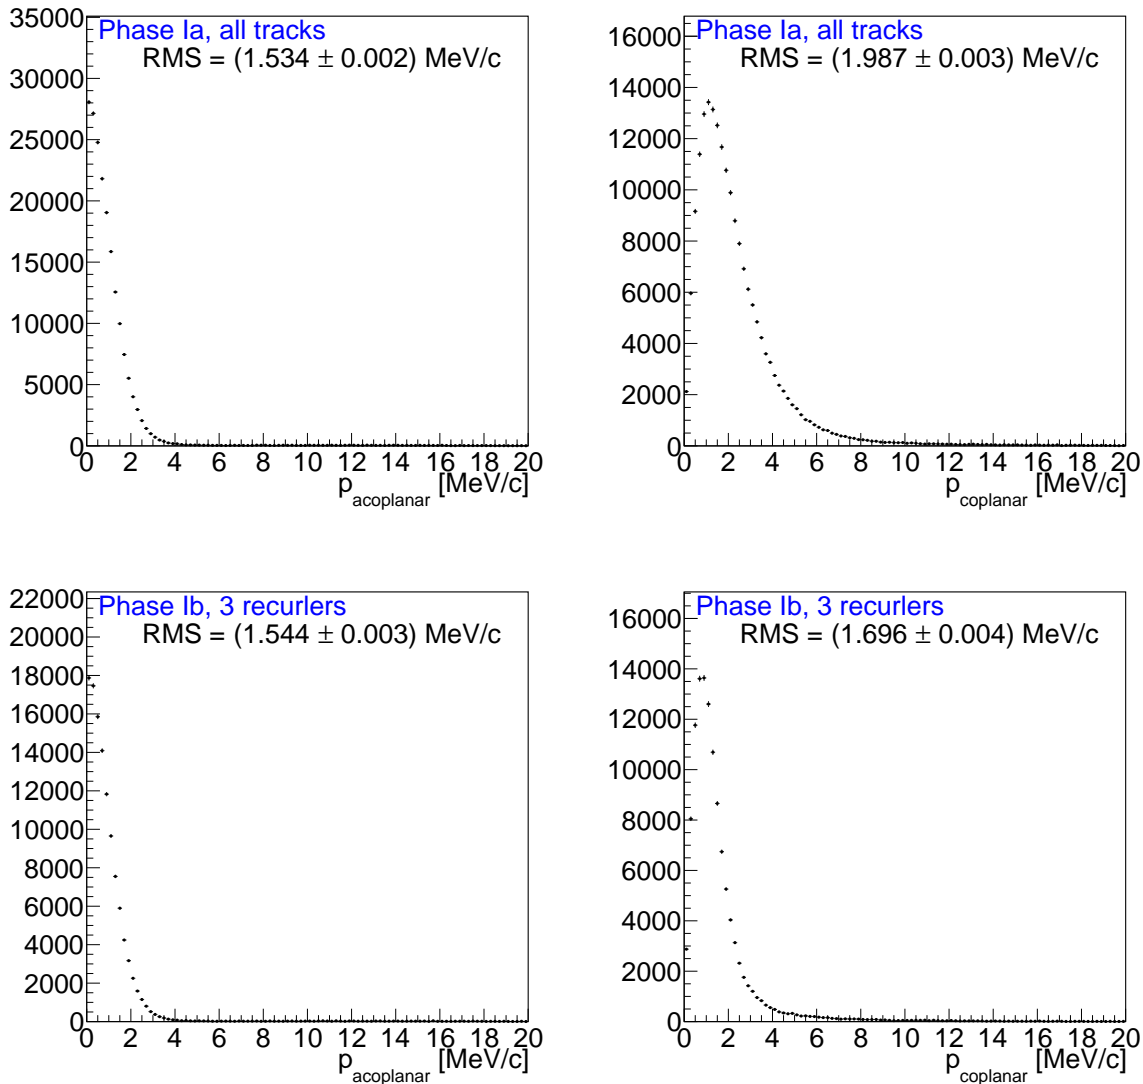 Phase Ia, all tracks
RMS = (1.534 ± 0.002) MeV/c
35000
30000
25000
20000
15000
10000
5000
0
0 2 4 6 8 10 12 14 16 18 20
p acoplanar [MeV/c]
Phase Ia, all tracks
RMS = (1.987 ± 0.003) MeV/c
16000
14000
12000
10000
8000
6000
4000
2000
0
0 2 4 6 8 10 12 14 16 18 20
p coplanar [MeV/c]
Phase Ib, 3 recurlers
RMS = (1.544 ± 0.003) MeV/c
22000
20000
18000
16000
14000
12000
10000
8000
6000
4000
2000
0
0 2 4 6 8 10 12 14 16 18 20
p acoplanar [MeV/c]
Phase Ib, 3 recurlers
RMS = (1.696 ± 0.004) MeV/c
16000
14000
12000
10000
8000
6000
4000
2000
0
0 2 4 6 8 10 12 14 16 18 20
p coplanar [MeV/c]